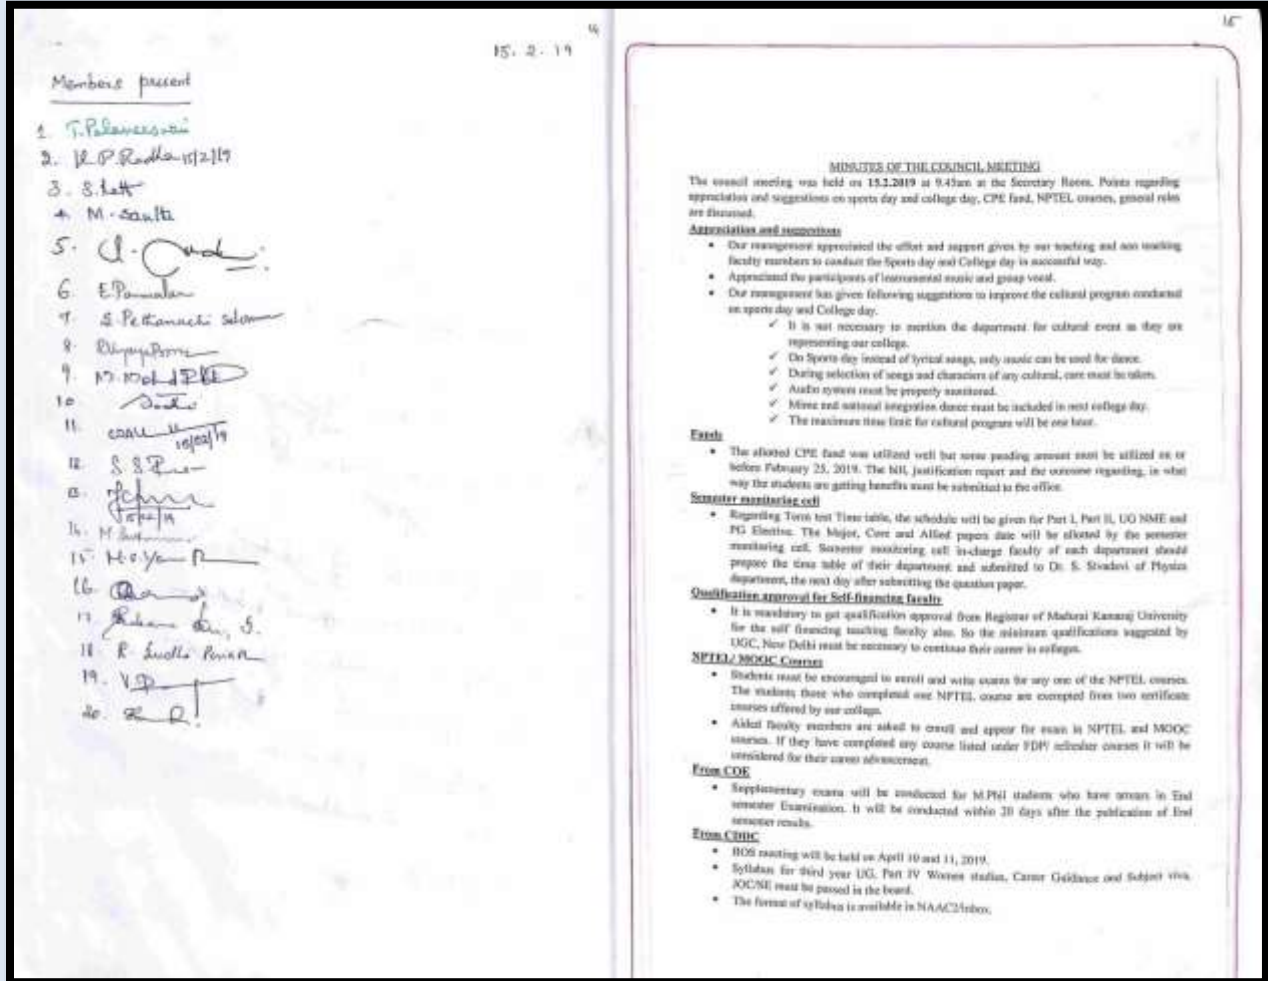 15. 2. 19
Members present
1. T. Palaneeswari
2. K. P. Radha 15/2/19
3. S.
4. M.
5.
6. E.
7. S. Pethanachi
8.
9.
10
11.
15/02/19
12. S S
13.
14. M
15
16.
17.
18. R.
19. V
20.
15
MINUTES OF THE COUNCIL MEETING
The council meeting was held on 15.2.2019 at 9.45am at the Secretary Room. Points regarding
appreciation and suggestions on sports day and college day, CPE fund, NPTEL courses, general rules
are discussed.
Appreciation and suggestions
• Our management appreciated the effort and support given by our teaching and non teaching
faculty members to conduct the Sports day and College day in successful way.
• Appreciated the participants of instrumental music and group vocal.
• Our management has given following suggestions to improve the cultural program conducted
on sports day and College day.
✓ It is not necessary to mention the department for cultural event as they are
representing our college.
✓ On Sports day instead of lyrical songs, only music can be used for dance.
✓ During selection of songs and characters of any cultural, care must be taken.
✓ Audio system must be properly monitored.
✓ Mime and national integration dance must be included in next college day.
✓ The maximum time limit for cultural program will be one hour.
Funds
• The allotted CPE fund was utilized well but some pending amount must be utilized on or
before February 25, 2019. The bill, justification report and the outcome regarding, in what
way the students are getting benefits must be submitted to the office.
Semester monitoring cell
• Regarding Term test Time table, the schedule will be given for Part I, Part II, UG NME and
PG Elective. The Major, Core and Allied papers date will be allotted by the semester
monitoring cell. Semester monitoring cell in-charge faculty of each department should
prepare the time table of their department and submitted to Dr. S. Sivadevi of Physics
department, the next day after submitting the question paper.
Qualification approval for Self-financing faculty
• It is mandatory to get qualification approval from Registrar of Madurai Kamaraj University
for the self financing teaching faculty also. So the minimum qualifications suggested by
UGC, New Delhi must be necessary to continue their career in colleges.
NPTEL/ MOOC Courses
• Students must be encouraged to enroll and write exams for any one of the NPTEL courses.
The students those who completed one NPTEL course are exempted from two certificate
courses offered by our college.
• Aided faculty members are asked to enroll and appear for exam in NPTEL and MOOC
courses. If they have completed any course listed under FDP/ refresher courses it will be
considered for their career advancement.
From COE
• Supplementary exams will be conducted for M.Phil students who have arrears in End
semester Examination. It will be conducted within 20 days after the publication of End
semester results.
From CDDC
• BOS meeting will be held on April 10 and 11, 2019.
• Syllabus for third year UG, Part IV Women studies, Career Guidance and Subject viva,
JOC/SE must be passed in the board.
• The format of syllabus is available in NAAC2/inbox.